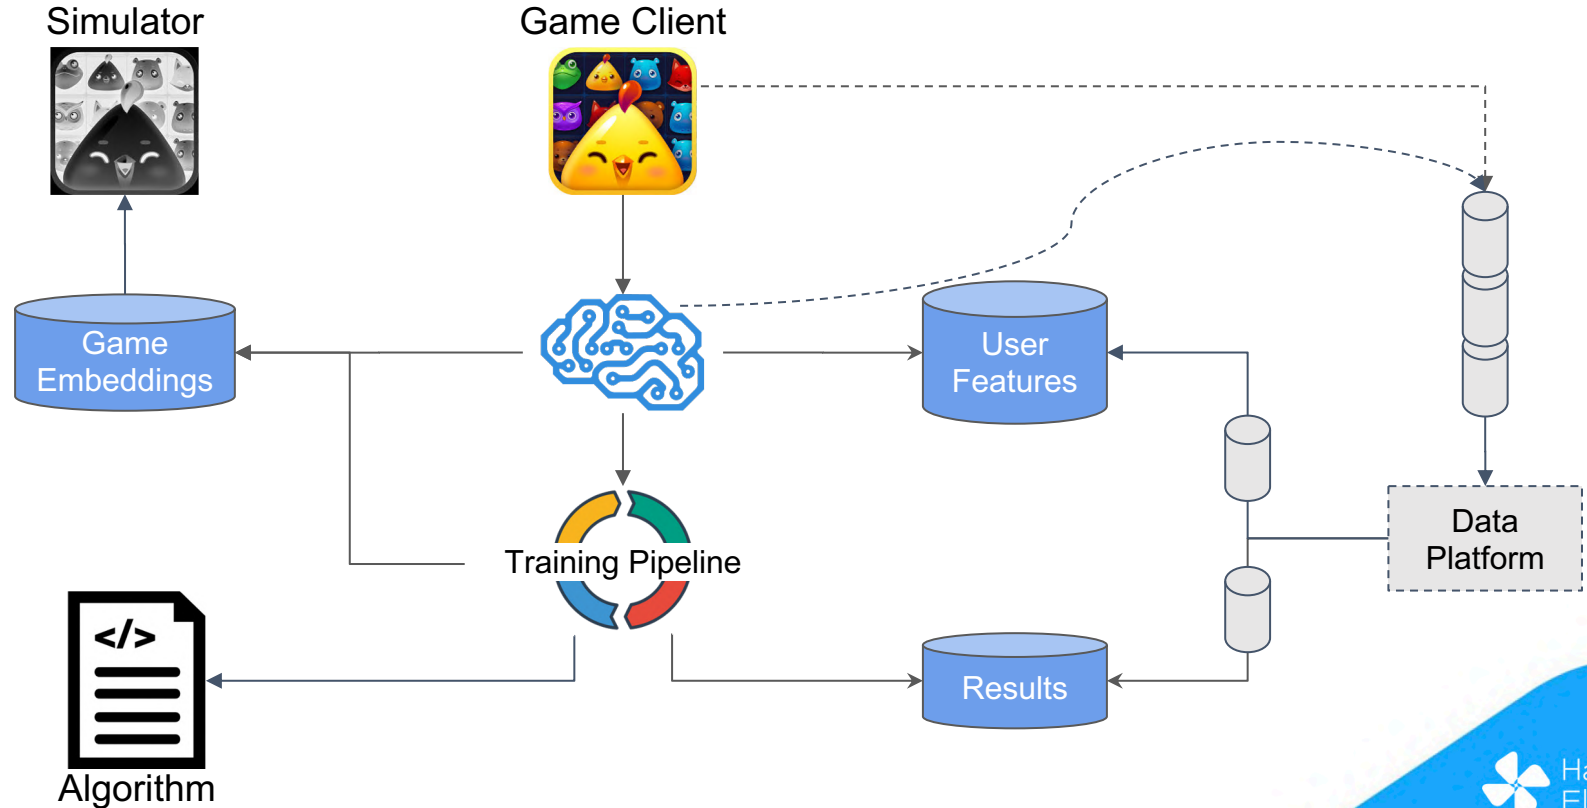 Simulator
Game Client
Game
Embeddings
User
Features
Data
Platform
Training Pipeline
</>
Results
Algorithm